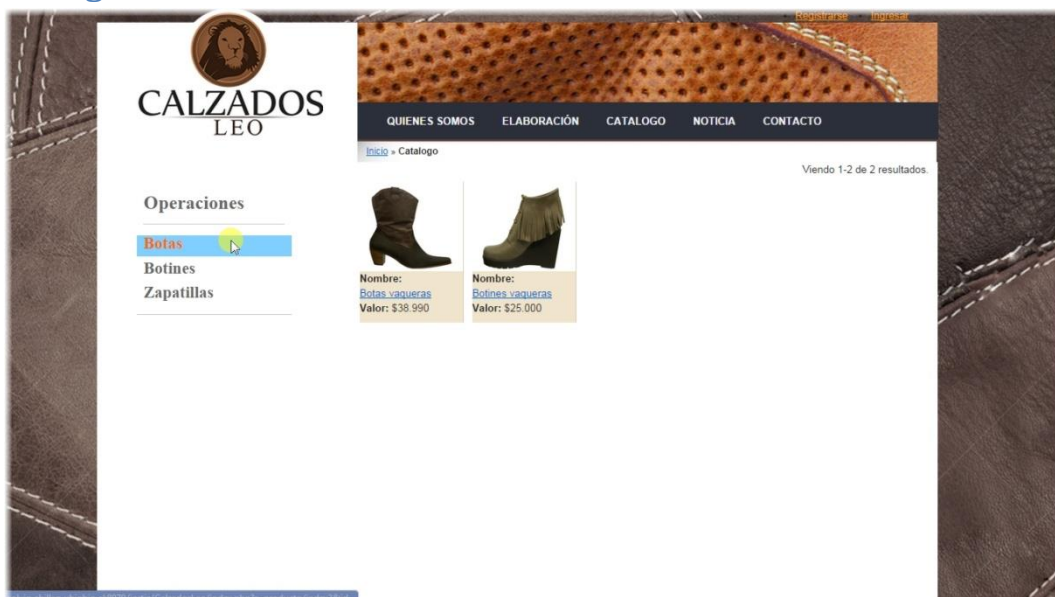 Registrarse Ingresar
CALZADOS
LEO
QUIENES SOMOS ELABORACIÓN CATALOGO NOTICIA CONTACTO
Inicio » Catalogo
Viendo 1-2 de 2 resultados.
Operaciones
Botas
Botines
Zapatillas
Nombre:
Botas vaqueras
Valor: $38.990
Nombre:
Botines vaqueras
Valor: $25.000